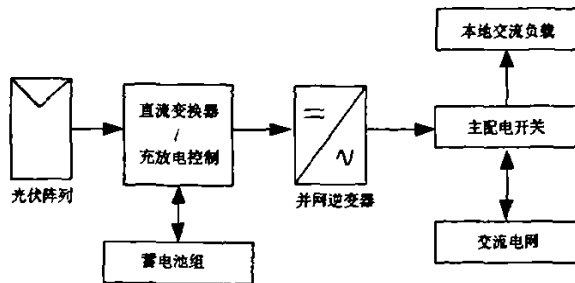 本地交流负载
直流变换器
/
充放电控制
主配电开关
光伏阵列
并网逆变器
蓄电池组
交流电网